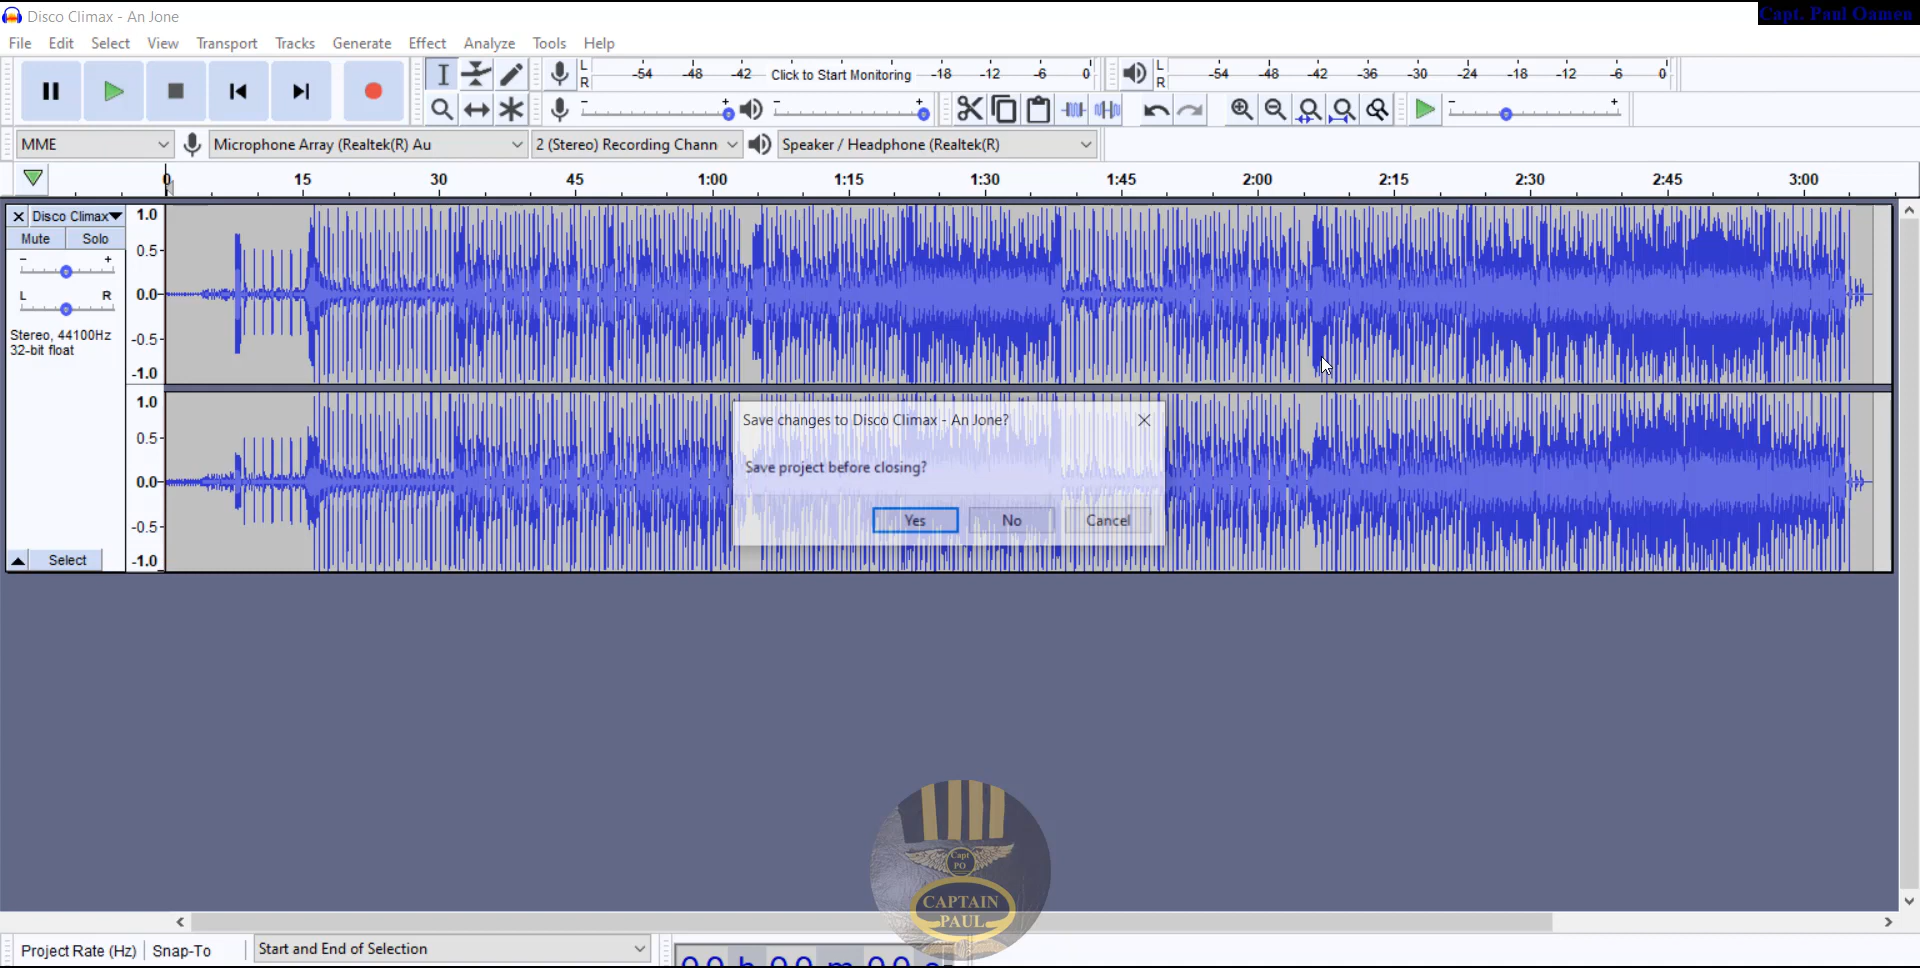 Disco Climax - An Jone
Capt. Paul Oamen
File Edit Select View Transport Tracks Generate Effect Analyze Tools Help
L
R
-54 -48 -42 Click to Start Monitoring -18 -12 -6 0
L
R
-54 -48 -42 -36 -30 -24 -18 -12 -6 0
MME
Microphone Array (Realtek(R) Au
2 (Stereo) Recording Chann
Speaker / Headphone (Realtek(R)
0 15 30 45 1:00 1:15 1:30 1:45 2:00 2:15 2:30 2:45 3:00
Disco Climax
Mute Solo
- +
L R
Stereo, 44100Hz
32-bit float
Select
1.0
0.5
0.0
-0.5
-1.0
1.0
0.5
0.0
-0.5
-1.0
Save changes to Disco Climax - An Jone?
Save project before closing?
Yes No Cancel
Capt
PO
CAPTAIN
PAUL
Project Rate (Hz) Snap-To
Start and End of Selection
00 h 00 m 00 s